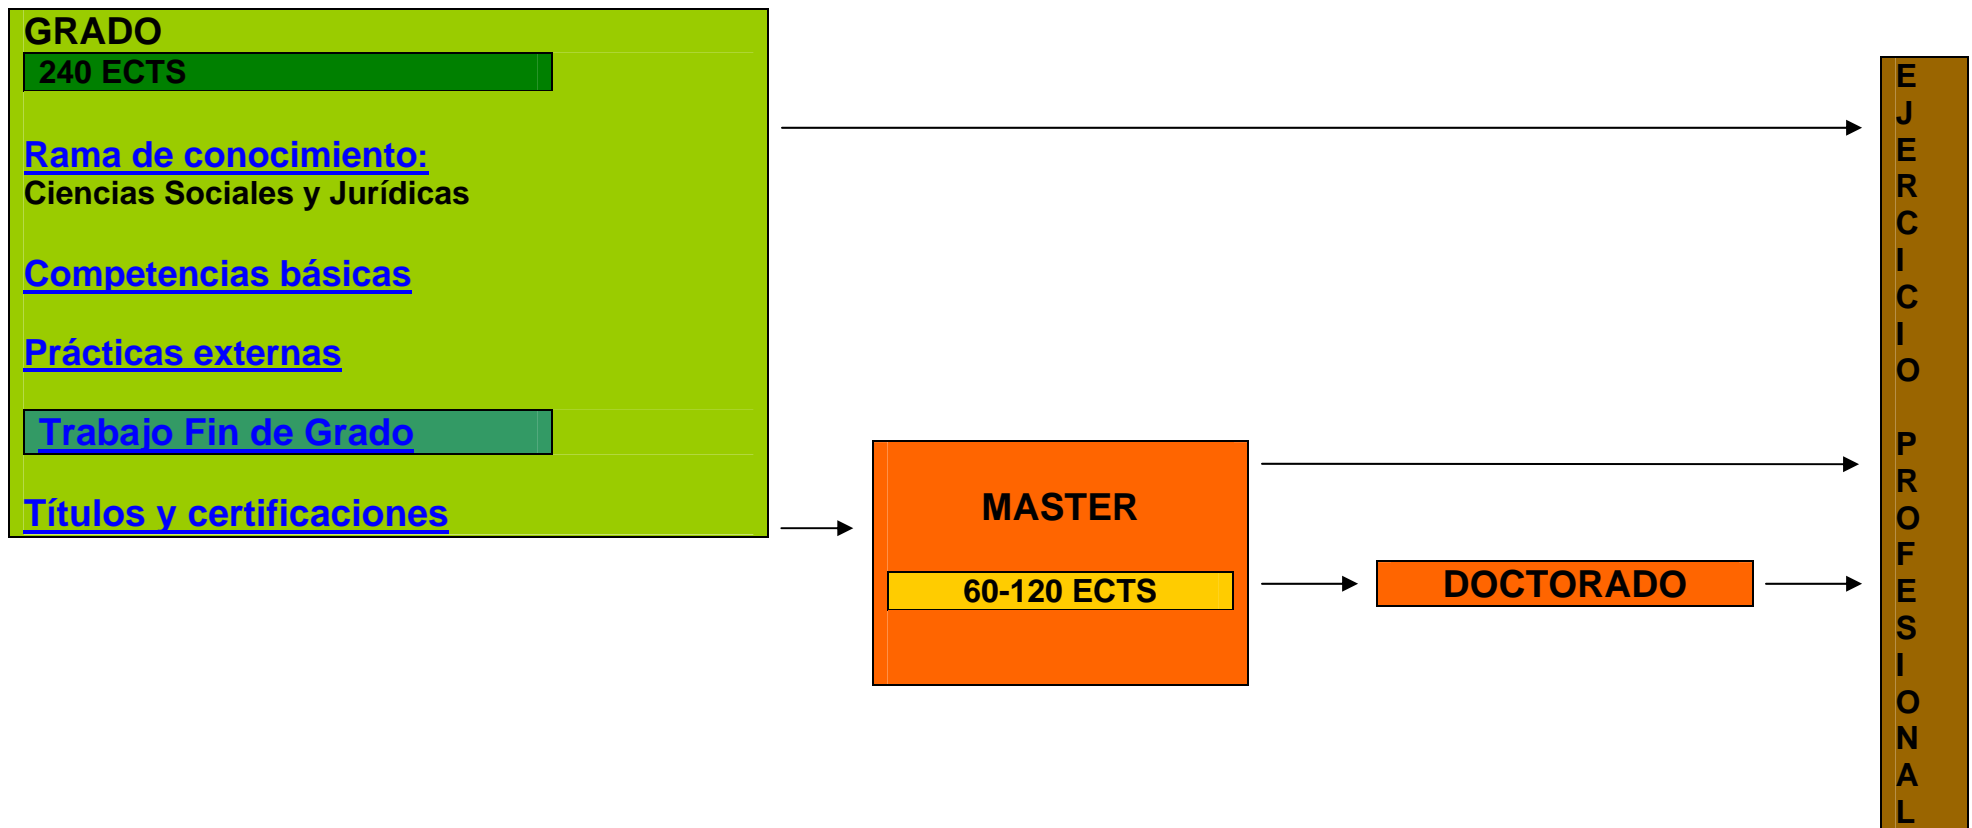 GRADO
240 ECTS
Rama de conocimiento:
Ciencias Sociales y Jurídicas
Competencias básicas
Prácticas externas
Trabajo Fin de Grado
Títulos y certificaciones
MASTER
60-120 ECTS
DOCTORADO
E
J
E
R
C
I
C
I
O
P
R
O
F
E
S
I
O
N
A
L